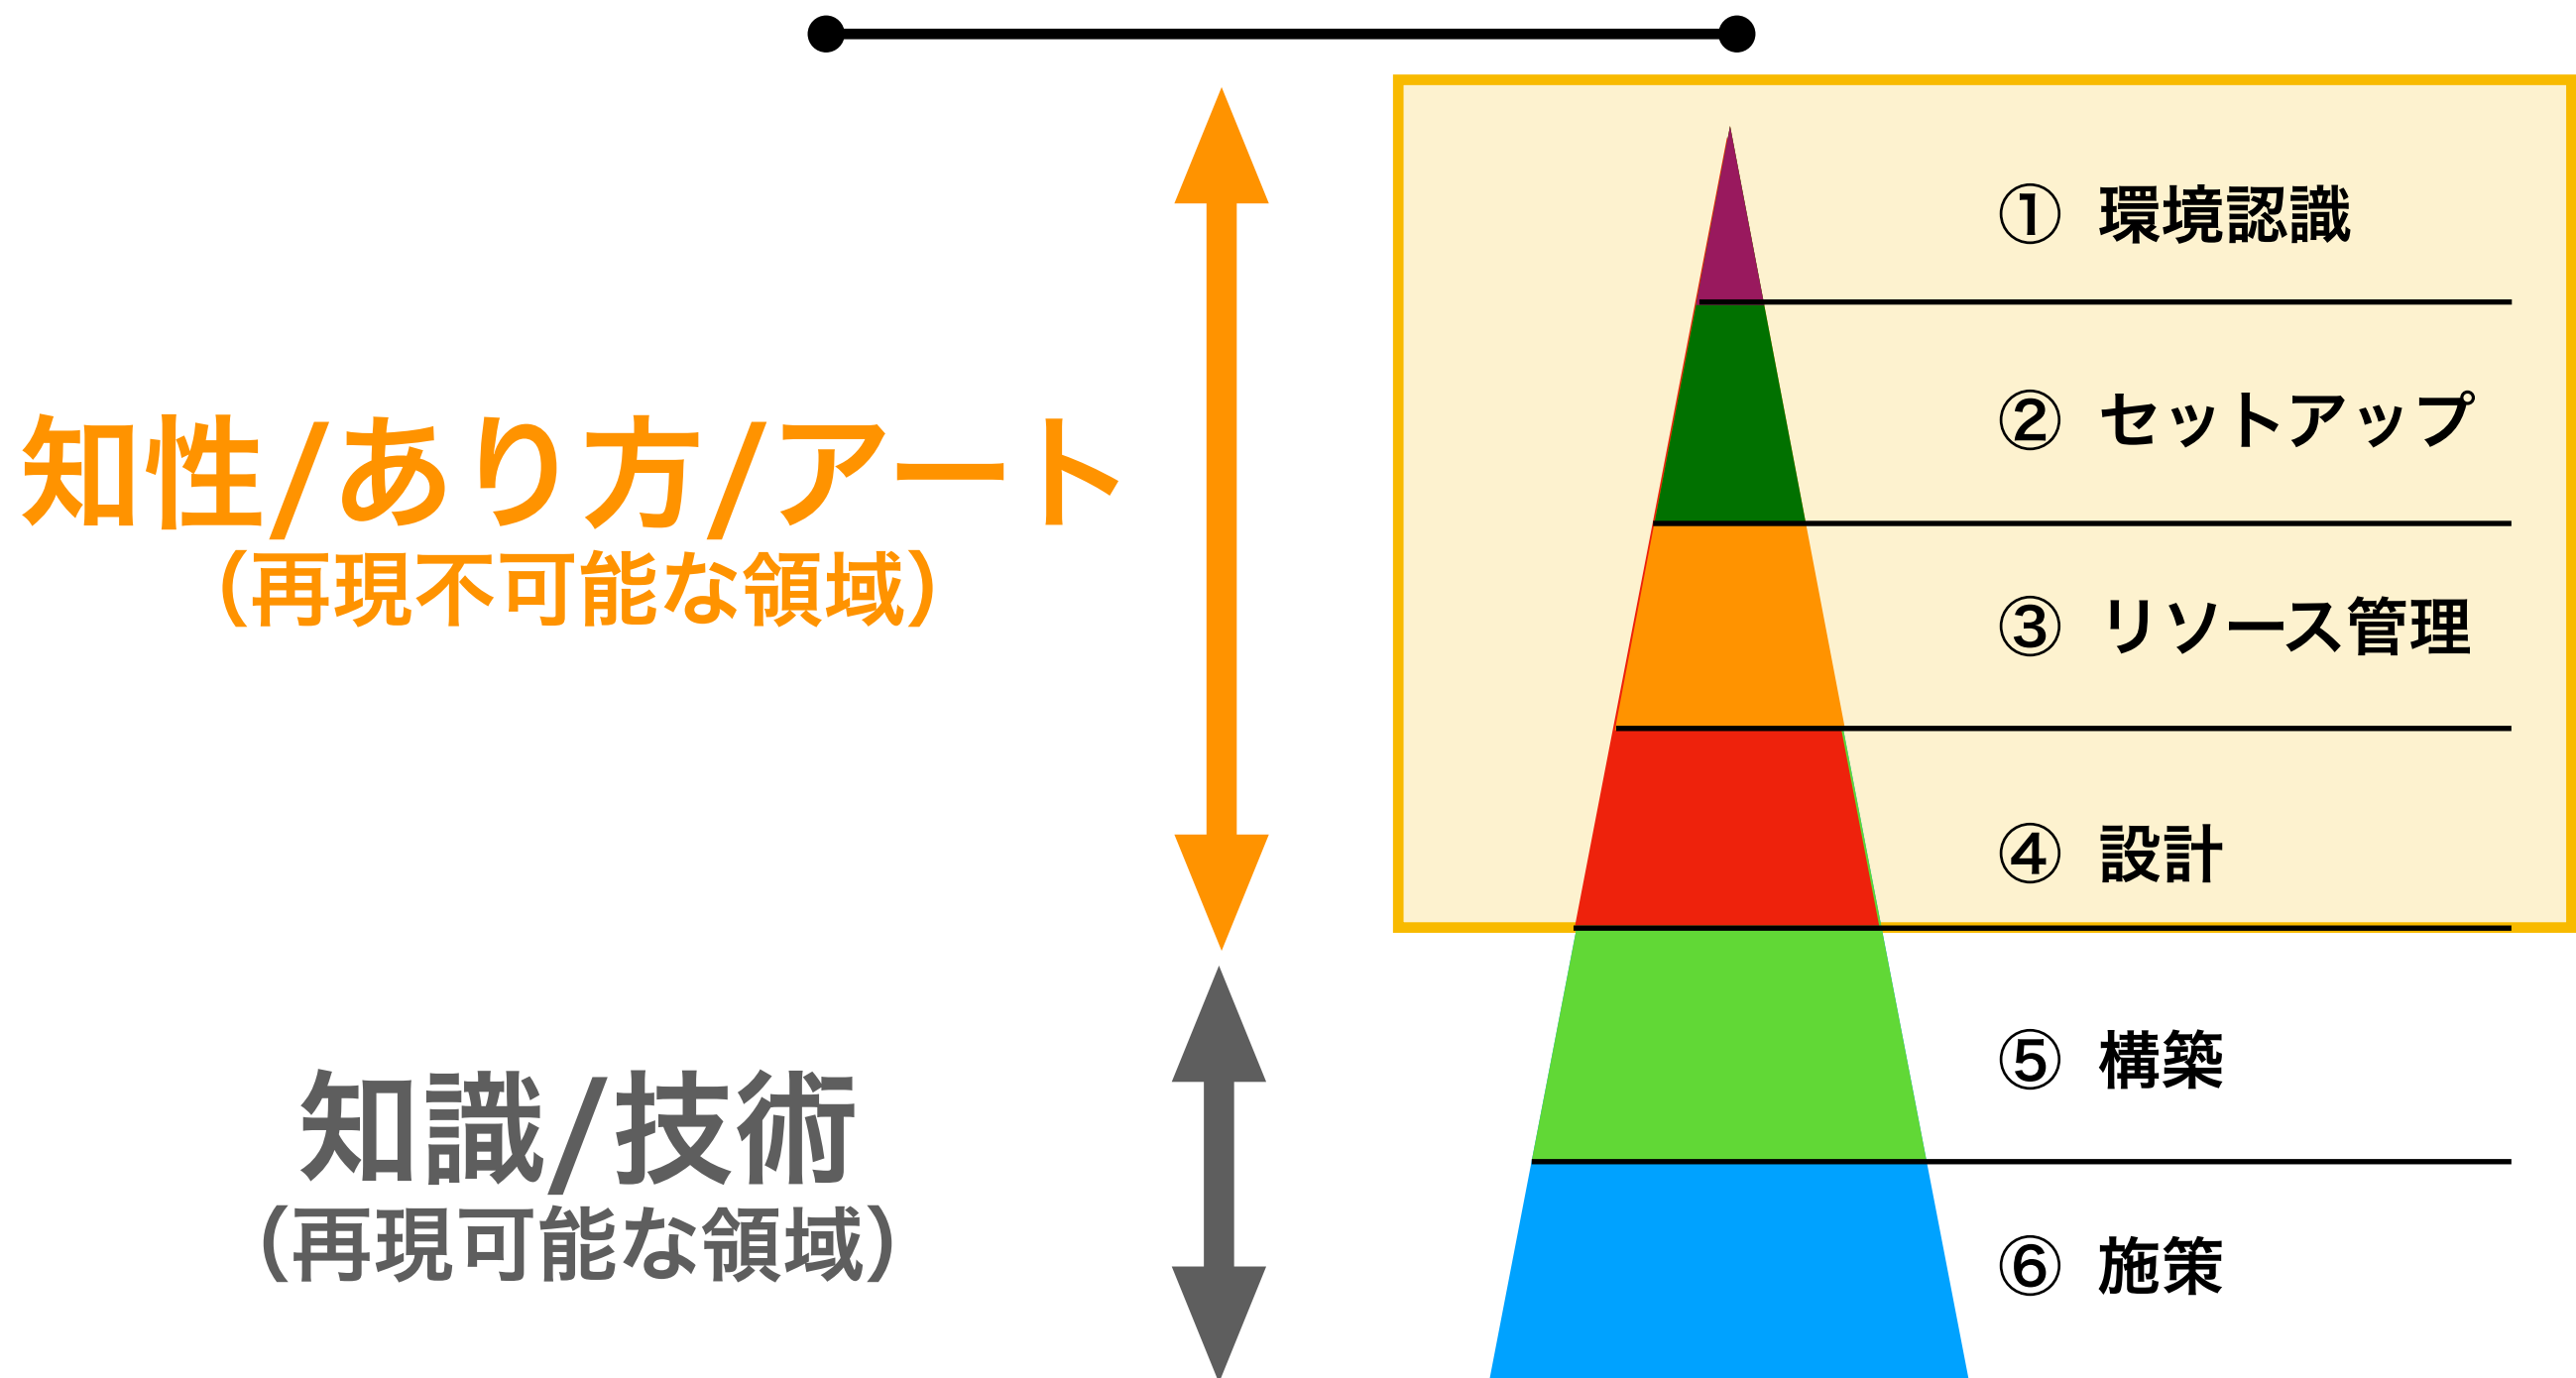 知性/あり方/アート
（再現不可能な領域）
知識/技術
（再現可能な領域）
① 環境認識
② セットアップ
③ リソース管理
④ 設計
⑤ 構築
⑥ 施策